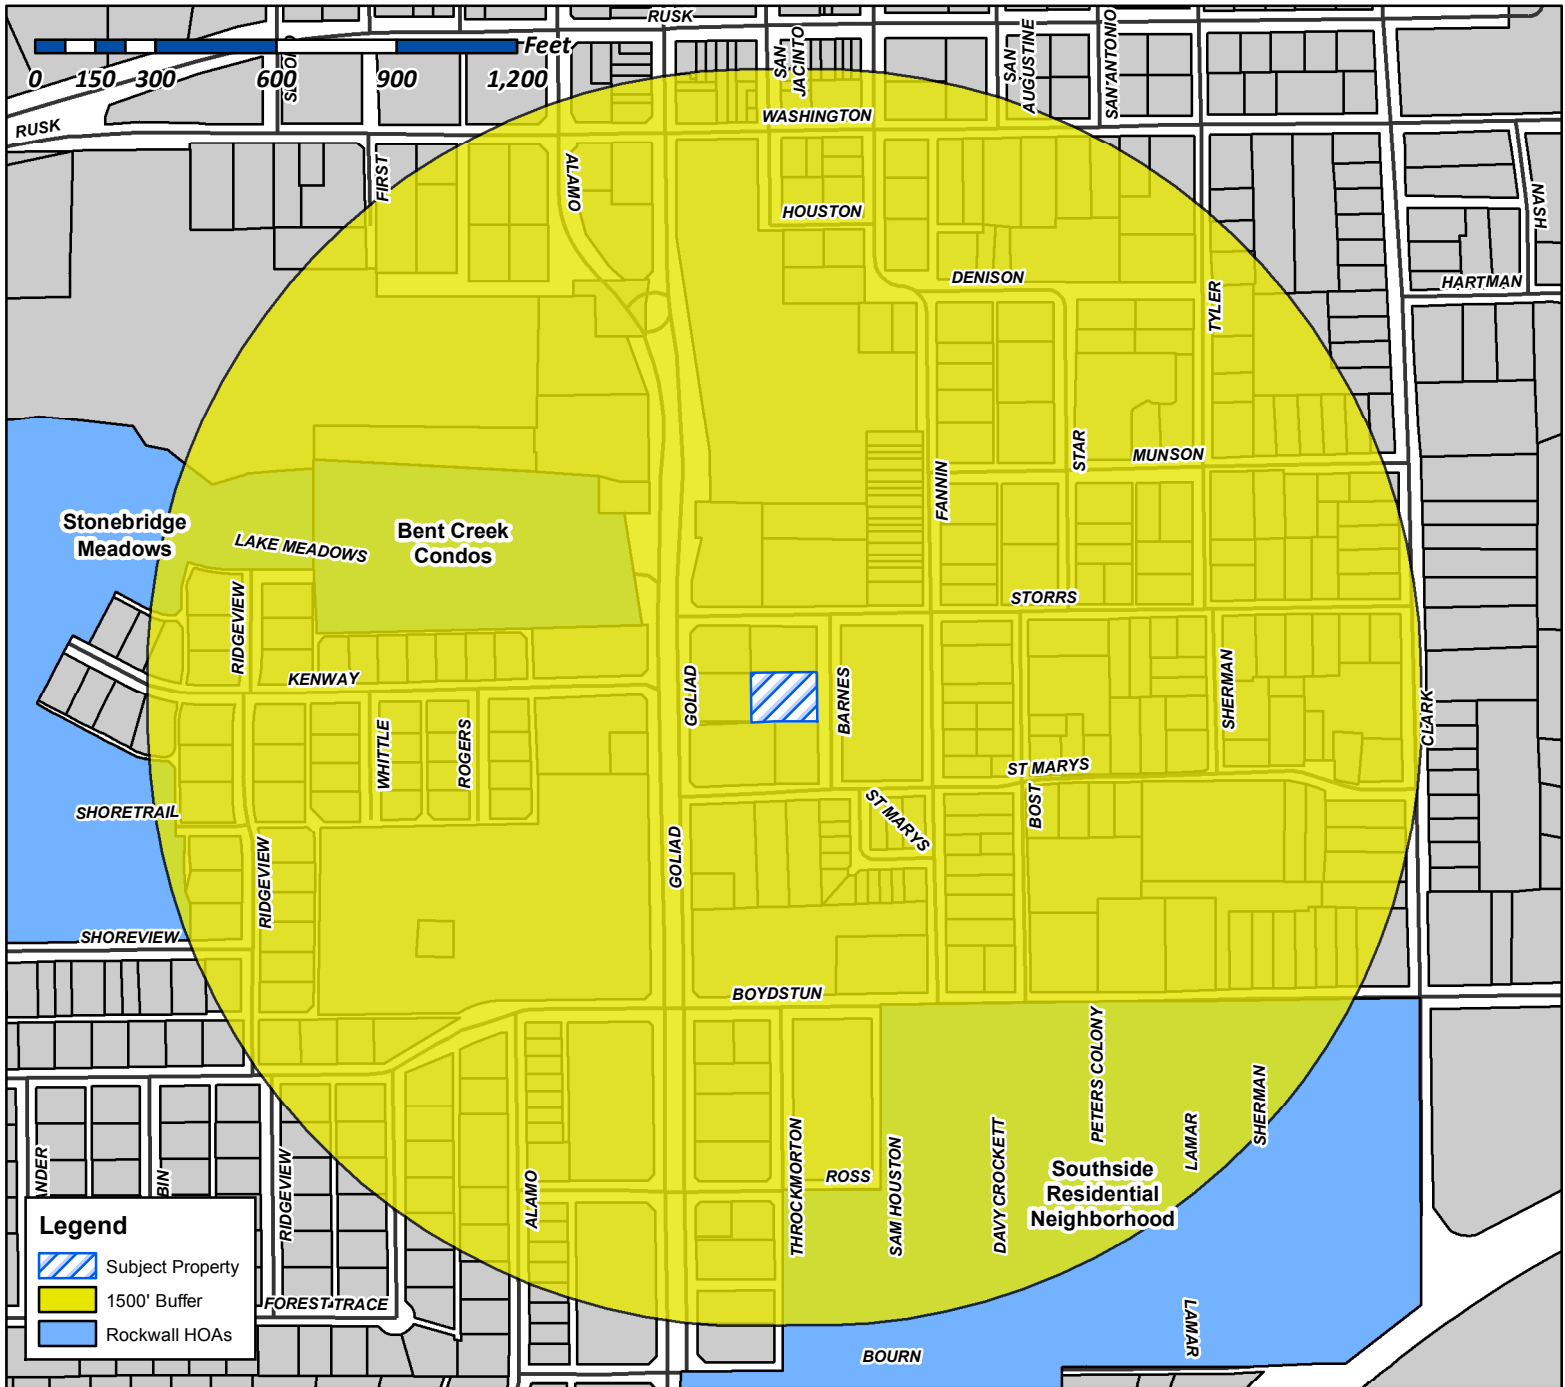 RUSK
Feet
0 150 300 600 900 1,200
SAN
JACINTO
SAN
AUGUSTINE
SAN ANTONIO
RUSK
WASHINGTON
FIRST
ALAMO
HOUSTON
NASH
DENISON
HARTMAN
TYLER
STAR
MUNSON
FANNIN
Stonebridge
Meadows
LAKE MEADOWS
Bent Creek
Condos
STORRS
RIDGEVIEW
KENWAY
GOLIAD
BARNES
SHERMAN
CLARK
WHITTLE
ROGERS
ST MARYS
SHORETRAIL
ST MARYS
BOST
GOLIAD
RIDGEVIEW
SHOREVIEW
BOYDSTUN
PETERS COLONY
SHERMAN
LAMAR
THROCKMORTON
DAVY CROCKETT
SAM HOUSTON
ROSS
Southside
Residential
Neighborhood
ANDER
BIN
RIDGEVIEW
ALAMO
Legend
Subject Property
1500' Buffer
Rockwall HOAs
FOREST TRACE
LAMAR
BOURN